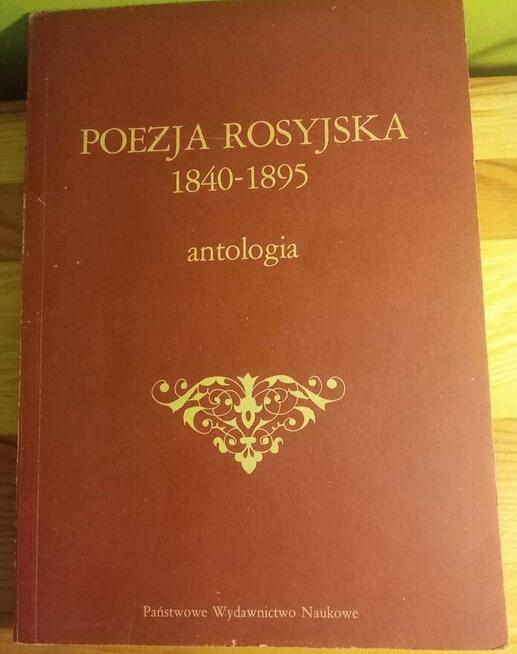 POEZJA ROSYJSKA
1840-1895
antologia
Państwowe Wydawnictwo Naukowe